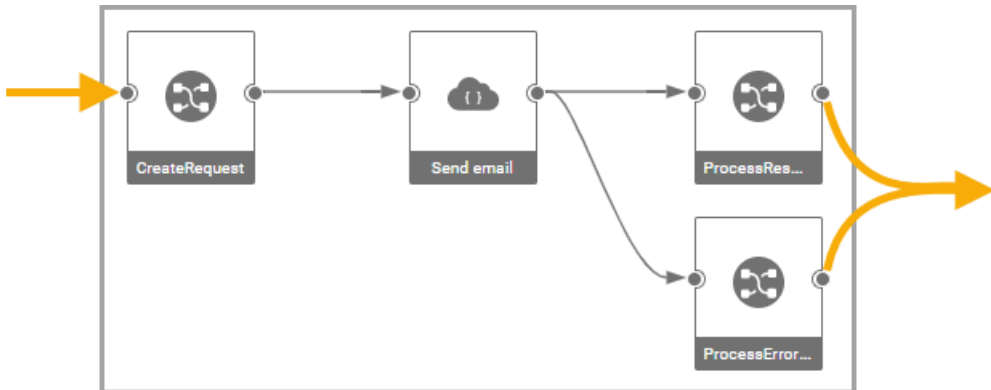 CreateRequest
{ }
Send email
ProcessRes...
ProcessError...